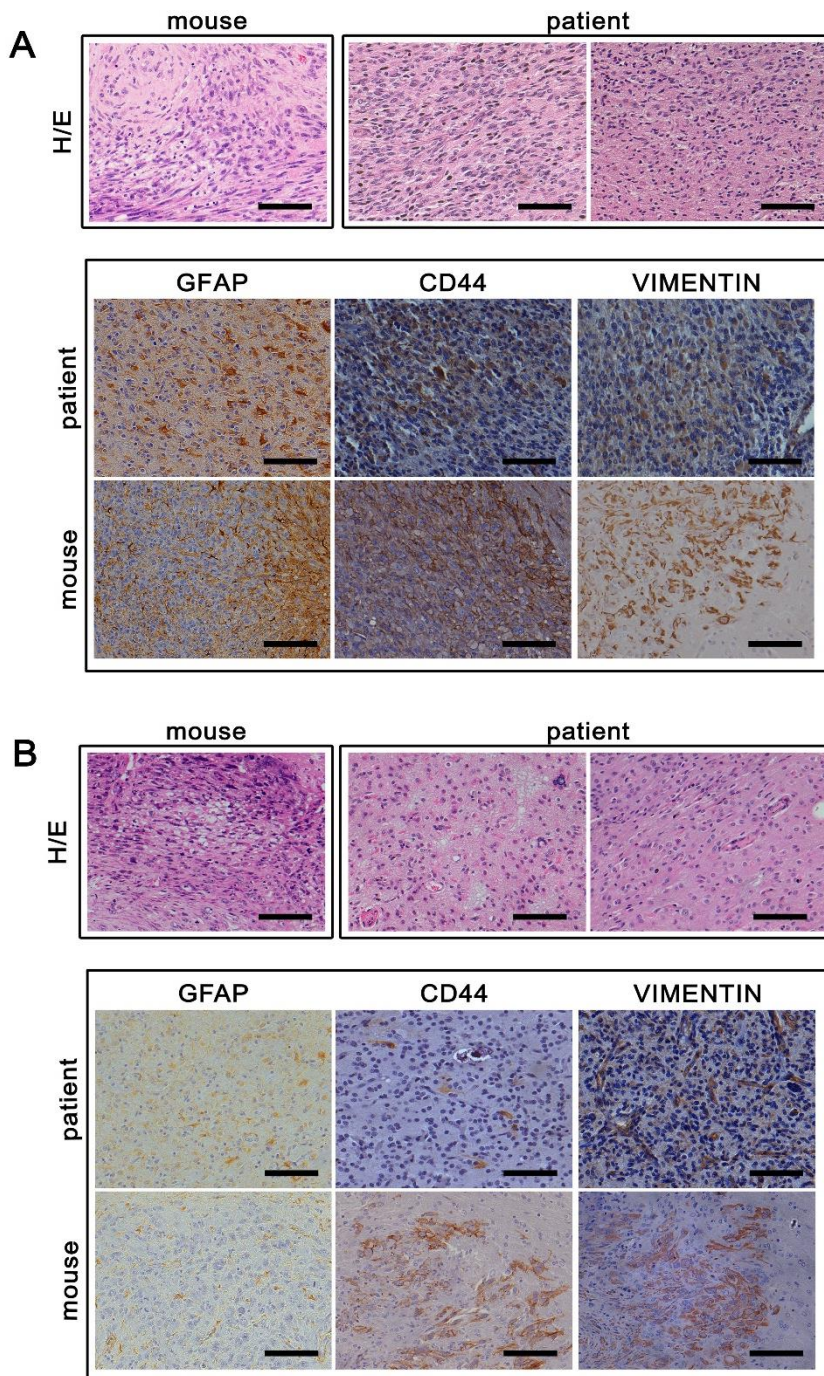 mouse patient
A
H/E
GFAP CD44 VIMENTIN
patient
mouse
mouse patient
B
H/E
GFAP CD44 VIMENTIN
patient
mouse